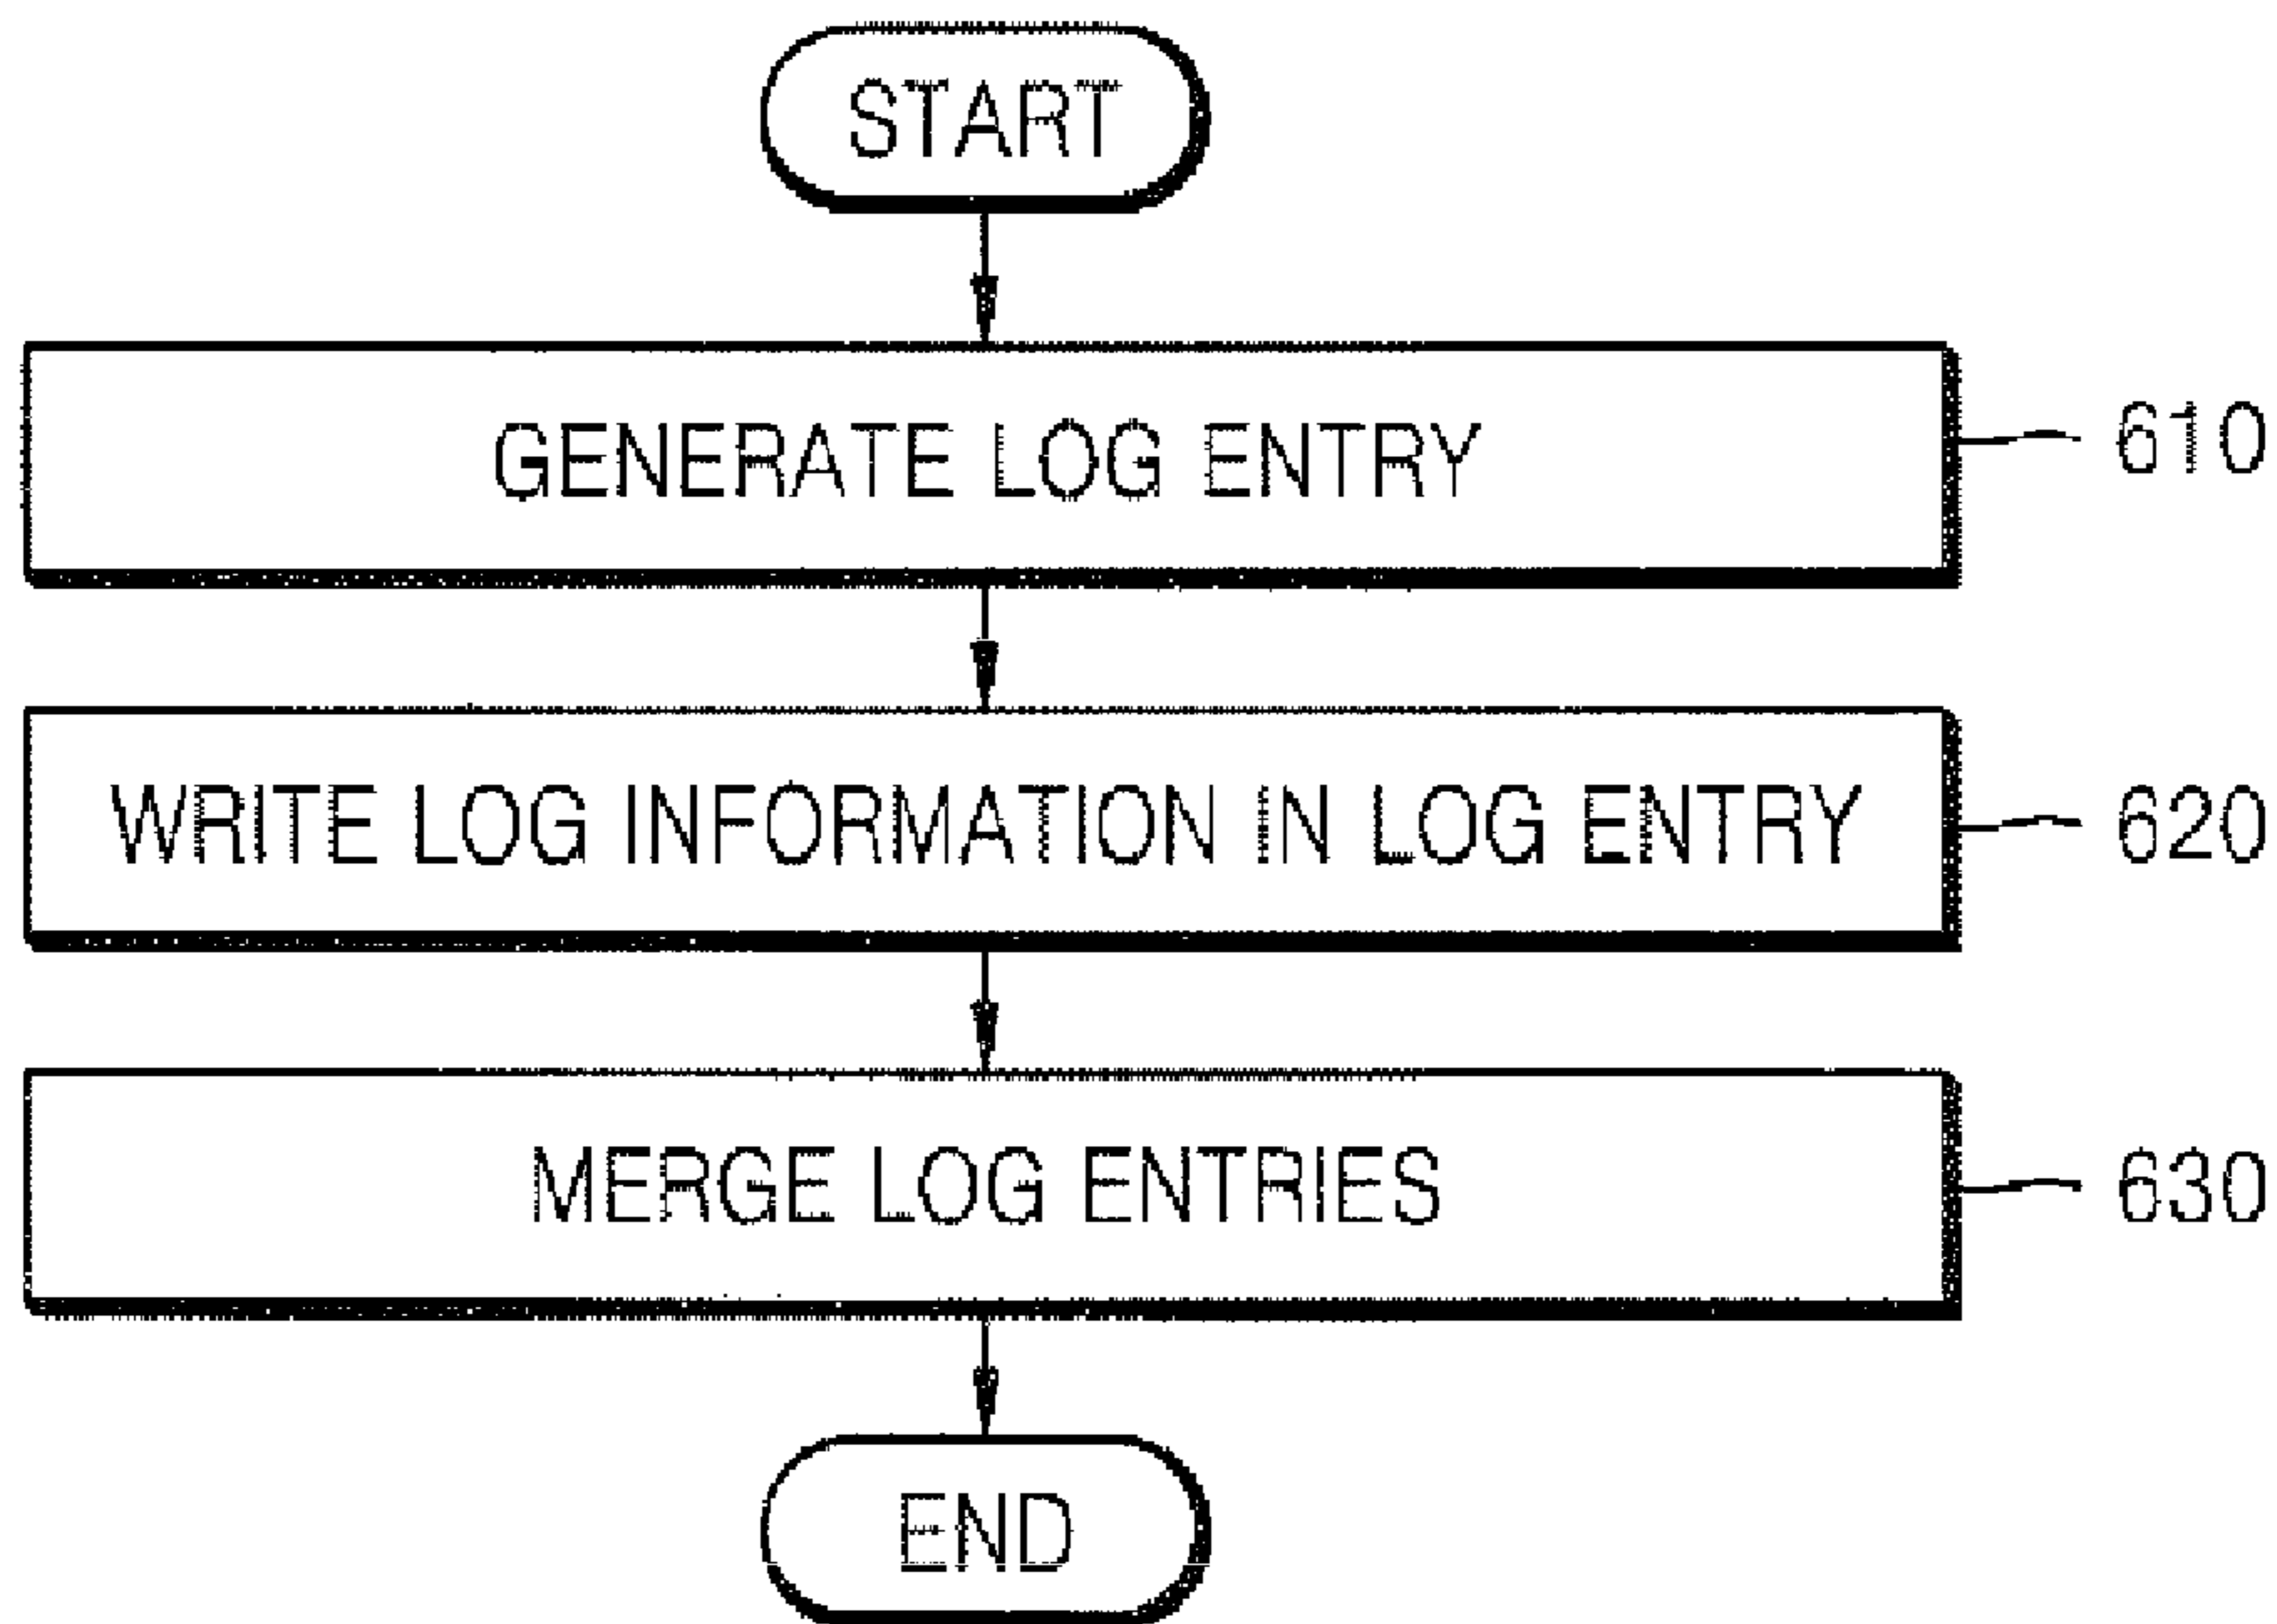 START
GENERATE LOG ENTRY
610
WRITE LOG INFORMATION IN LOG ENTRY
620
MERGE LOG ENTRIES
630
END